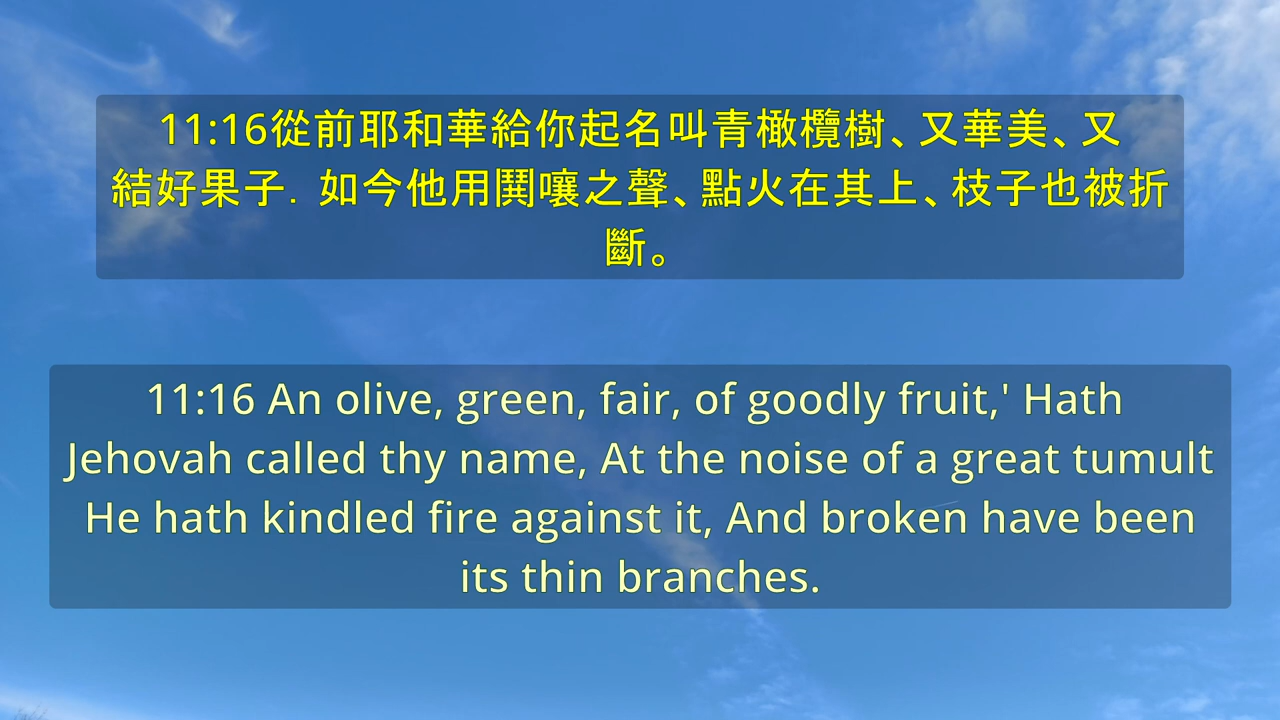 11:16從前耶和華給你起名叫青橄欖樹、又華美、又
結好果子．如今他用鬨嚷之聲、點火在其上、枝子也被折
斷。
11:16 An olive, green, fair, of goodly fruit,' Hath
Jehovah called thy name, At the noise of a great tumult
He hath kindled fire against it, And broken have been
its thin branches.